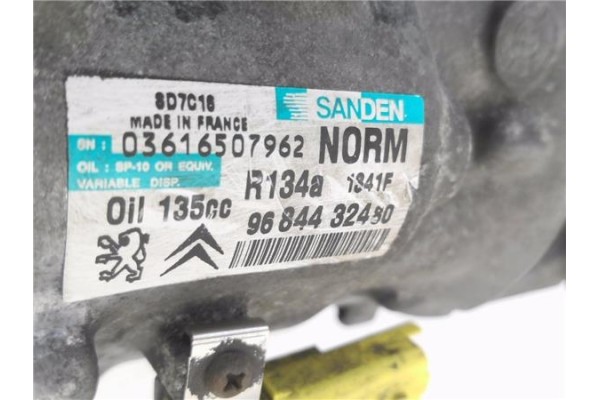 SD7C16
SANDEN
MADE IN FRANCE
SN : 03616507962 NORM
OIL : SP-10 OR EQUIV.
VARIABLE DISP.
R134a 1341F
Oil 135cc
96 844 324 80